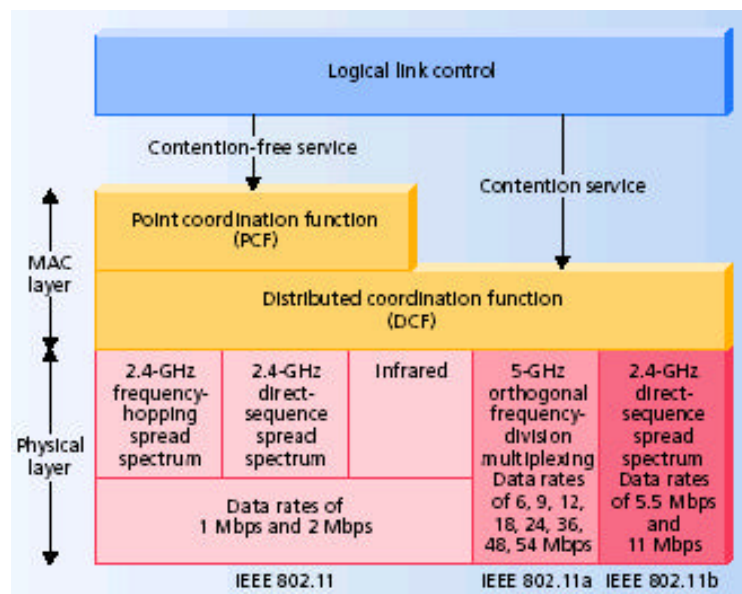 Logical link control
Contention-free service
Contention service
Point coordination function
(PCF)
MAC
layer
Distributed coordination function
(DCF)
Physical
layer
2.4-GHz
frequency-
hopping
spread
spectrum
2.4-GHz
direct-
sequence
spread
spectrum
Infrared
Data rates of
1 Mbps and 2 Mbps
5-GHz
orthogonal
frequency-
division
multiplexing
Data rates
of 6, 9, 12,
18, 24, 36,
48, 54 Mbps
2.4-GHz
direct-
sequence
spread
spectrum
Data rates
of 5.5 Mbps
and
11 Mbps
IEEE 802.11
IEEE 802.11a
IEEE 802.11b